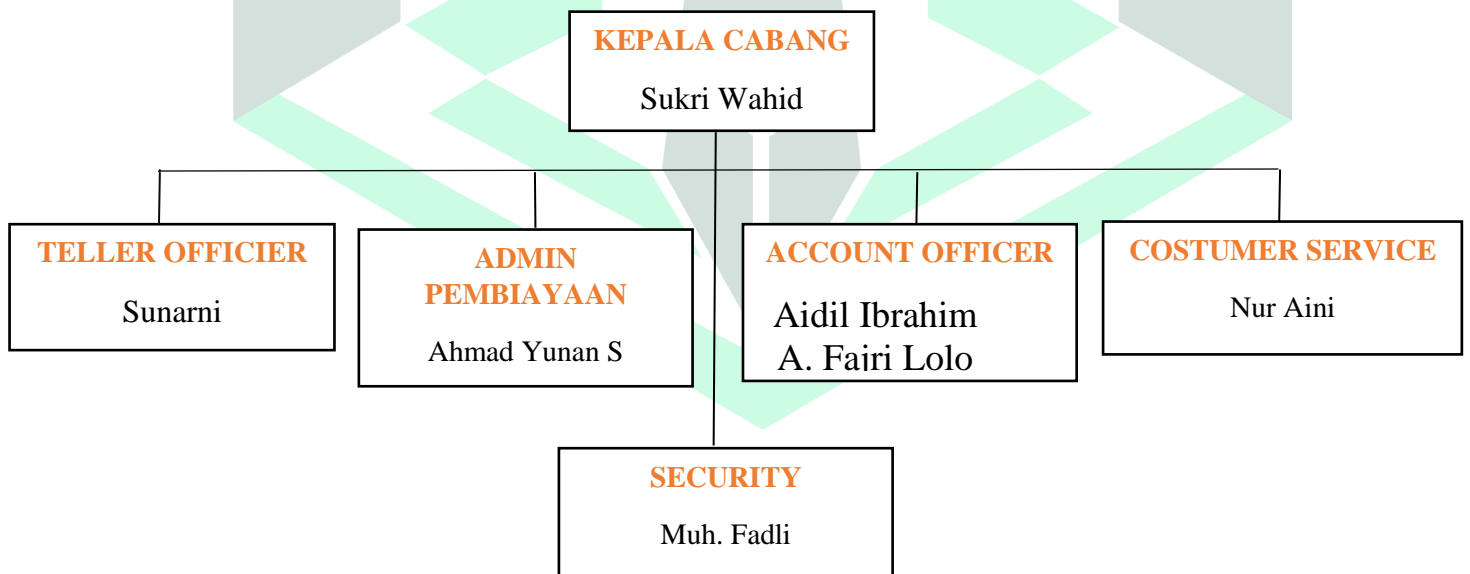 KEPALA CABANG
Sukri Wahid
TELLER OFFICIER
Sunarni
ADMIN
PEMBIAYAAN
Ahmad Yunan S
ACCOUNT OFFICER
Aidil Ibrahim
A. Fajri Lolo
COSTUMER SERVICE
Nur Aini
SECURITY
Muh. Fadli